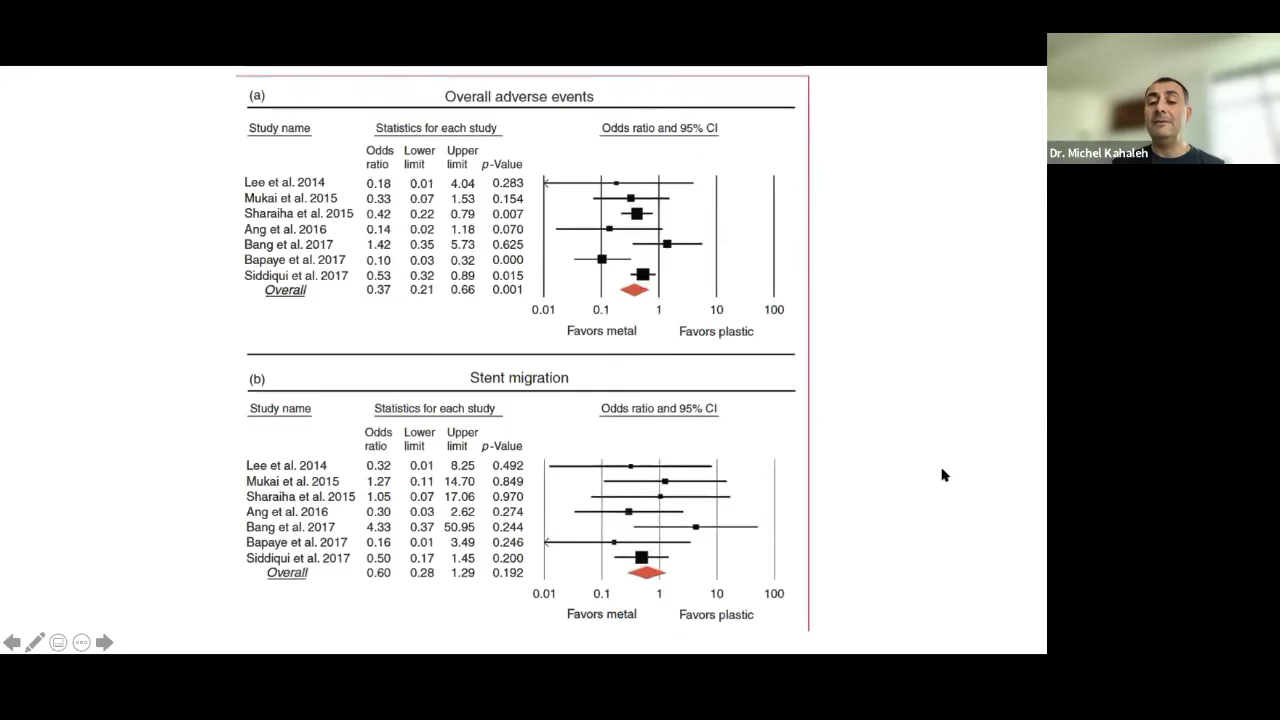 (a) Overall adverse events
Study name Statistics for each study Odds ratio and 95% CI
Odds Lower Upper
ratio limit limit p-Value
Lee et al. 2014 0.18 0.01 4.04 0.283
Mukai et al. 2015 0.33 0.07 1.53 0.154
Sharaiha et al. 2015 0.42 0.22 0.79 0.007
Ang et al. 2016 0.14 0.02 1.18 0.070
Bang et al. 2017 1.42 0.35 5.73 0.625
Bapaye et al. 2017 0.10 0.03 0.32 0.000
Siddiqui et al. 2017 0.53 0.32 0.89 0.015
Overall 0.37 0.21 0.66 0.001
0.01 0.1 1 10 100
Favors metal Favors plastic
(b) Stent migration
Study name Statistics for each study Odds ratio and 95% CI
Odds Lower Upper
ratio limit limit p-Value
Lee et al. 2014 0.32 0.01 8.25 0.492
Mukai et al. 2015 1.27 0.11 14.70 0.849
Sharaiha et al. 2015 1.05 0.07 17.06 0.970
Ang et al. 2016 0.30 0.03 2.62 0.274
Bang et al. 2017 4.33 0.37 50.95 0.244
Bapaye et al. 2017 0.16 0.01 3.49 0.246
Siddiqui et al. 2017 0.50 0.17 1.45 0.200
Overall 0.60 0.28 1.29 0.192
0.01 0.1 1 10 100
Favors metal Favors plastic
Dr. Michel Kahaleh